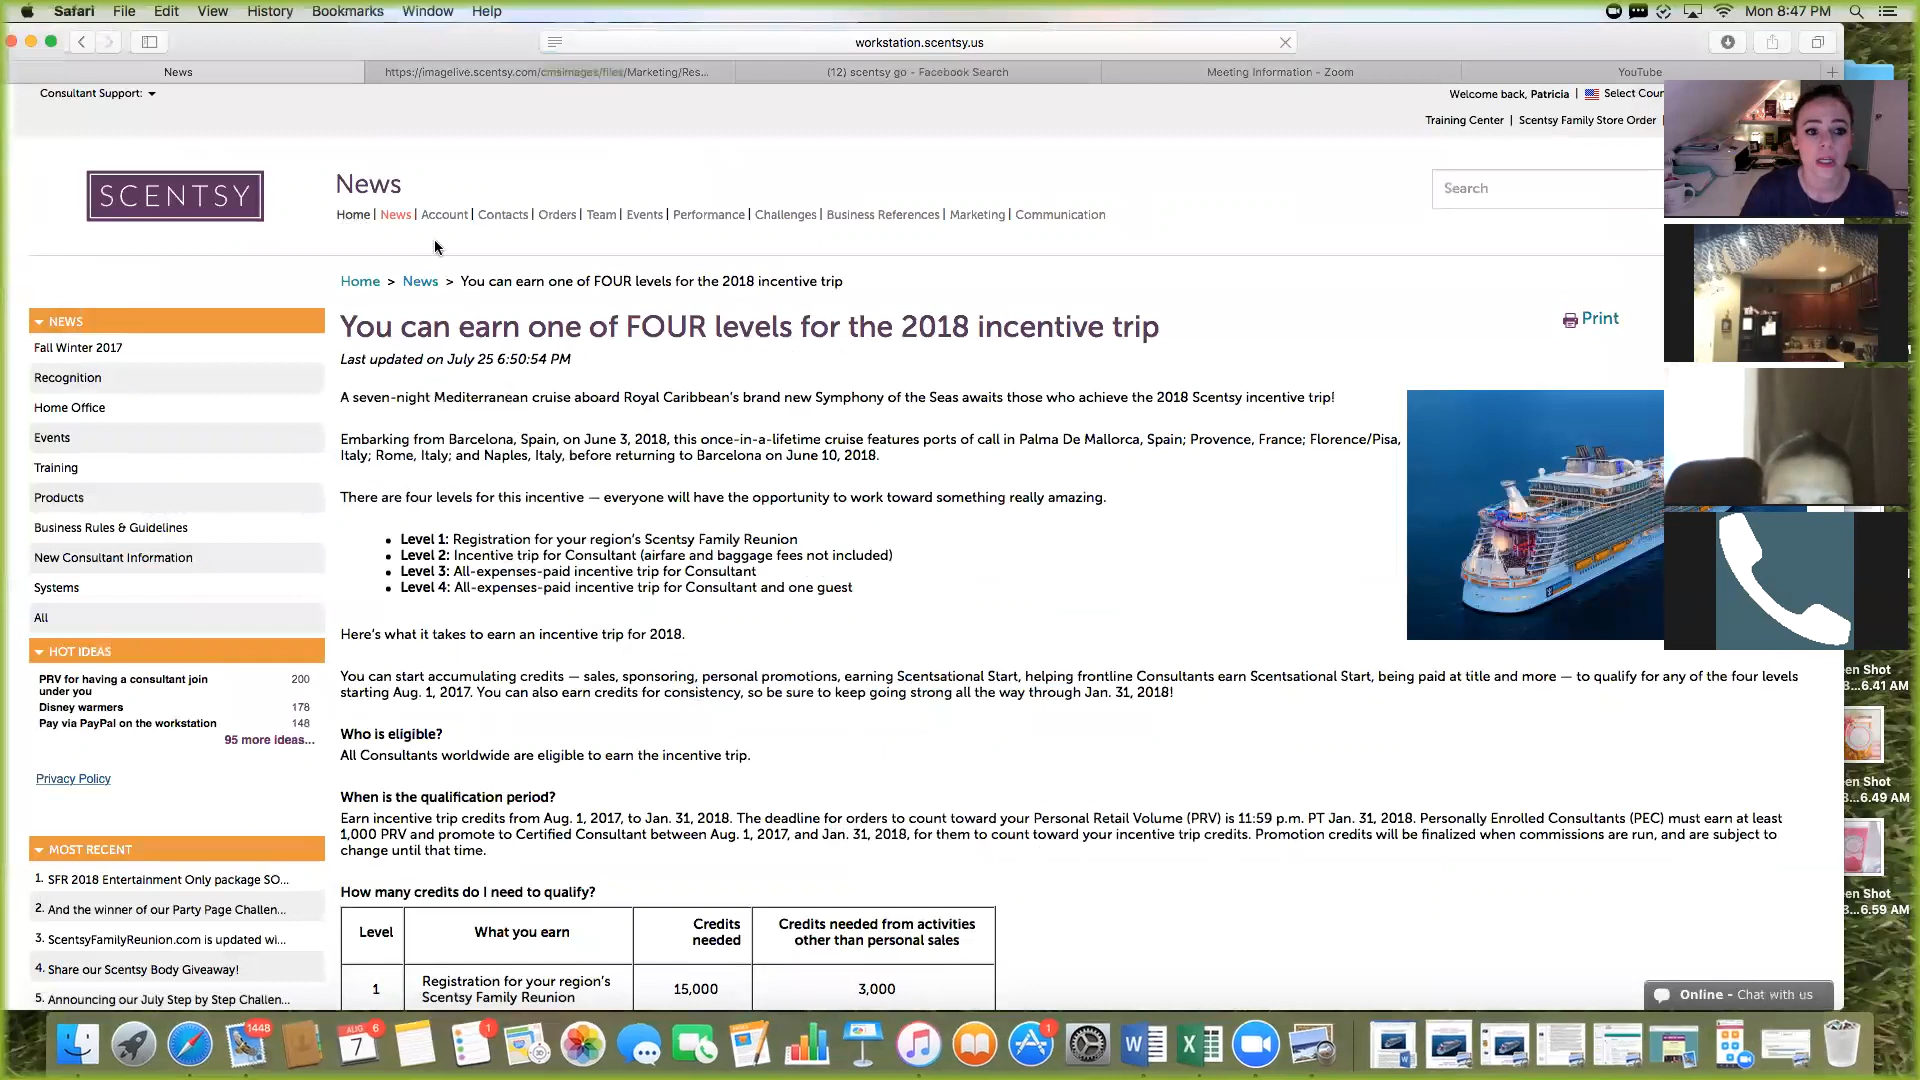 Safari File Edit View History Bookmarks Window Help
Mon 8:47 PM
workstation.scentsy.us
News
https://imagelive.scentsy.com/cmsimages/files/Marketing/Res...
(12) scentsy go - Facebook Search
Meeting Information - Zoom
YouTube
Consultant Support:
Welcome back, Patricia | Select Coun
Training Center | Scentsy Family Store Order |
SCENTSY
News
Search
Home | News | Account | Contacts | Orders | Team | Events | Performance | Challenges | Business References | Marketing | Communication
Home > News > You can earn one of FOUR levels for the 2018 incentive trip
NEWS
Fall Winter 2017
Recognition
Home Office
Events
Training
Products
Business Rules & Guidelines
New Consultant Information
Systems
All
HOT IDEAS
PRV for having a consultant join under you 200
Disney warmers 178
Pay via PayPal on the workstation 148
95 more ideas...
Privacy Policy
MOST RECENT
1. SFR 2018 Entertainment Only package SO...
2. And the winner of our Party Page Challen...
3. ScentsyFamilyReunion.com is updated wi...
4. Share our Scentsy Body Giveaway!
5. Announcing our July Step by Step Challen...
You can earn one of FOUR levels for the 2018 incentive trip
Print
Last updated on July 25 6:50:54 PM
A seven-night Mediterranean cruise aboard Royal Caribbean's brand new Symphony of the Seas awaits those who achieve the 2018 Scentsy incentive trip!
Embarking from Barcelona, Spain, on June 3, 2018, this once-in-a-lifetime cruise features ports of call in Palma De Mallorca, Spain; Provence, France; Florence/Pisa,
Italy; Rome, Italy; and Naples, Italy, before returning to Barcelona on June 10, 2018.
There are four levels for this incentive — everyone will have the opportunity to work toward something really amazing.
Level 1: Registration for your region's Scentsy Family Reunion
Level 2: Incentive trip for Consultant (airfare and baggage fees not included)
Level 3: All-expenses-paid incentive trip for Consultant
Level 4: All-expenses-paid incentive trip for Consultant and one guest
Here's what it takes to earn an incentive trip for 2018.
You can start accumulating credits — sales, sponsoring, personal promotions, earning Scentsational Start, helping frontline Consultants earn Scentsational Start, being paid at title and more — to qualify for any of the four levels
starting Aug. 1, 2017. You can also earn credits for consistency, so be sure to keep going strong all the way through Jan. 31, 2018!
Who is eligible?
All Consultants worldwide are eligible to earn the incentive trip.
When is the qualification period?
Earn incentive trip credits from Aug. 1, 2017, to Jan. 31, 2018. The deadline for orders to count toward your Personal Retail Volume (PRV) is 11:59 p.m. PT Jan. 31, 2018. Personally Enrolled Consultants (PEC) must earn at least
1,000 PRV and promote to Certified Consultant between Aug. 1, 2017, and Jan. 31, 2018, for them to count toward your incentive trip credits. Promotion credits will be finalized when commissions are run, and are subject to
change until that time.
How many credits do I need to qualify?
Level What you earn Credits needed Credits needed from activities other than personal sales
1 Registration for your region's Scentsy Family Reunion 15,000 3,000
Online - Chat with us
en Shot
...6.41 AM
en Shot
...6.49 AM
en Shot
...6.59 AM
1448
AUG 6
7
1
1